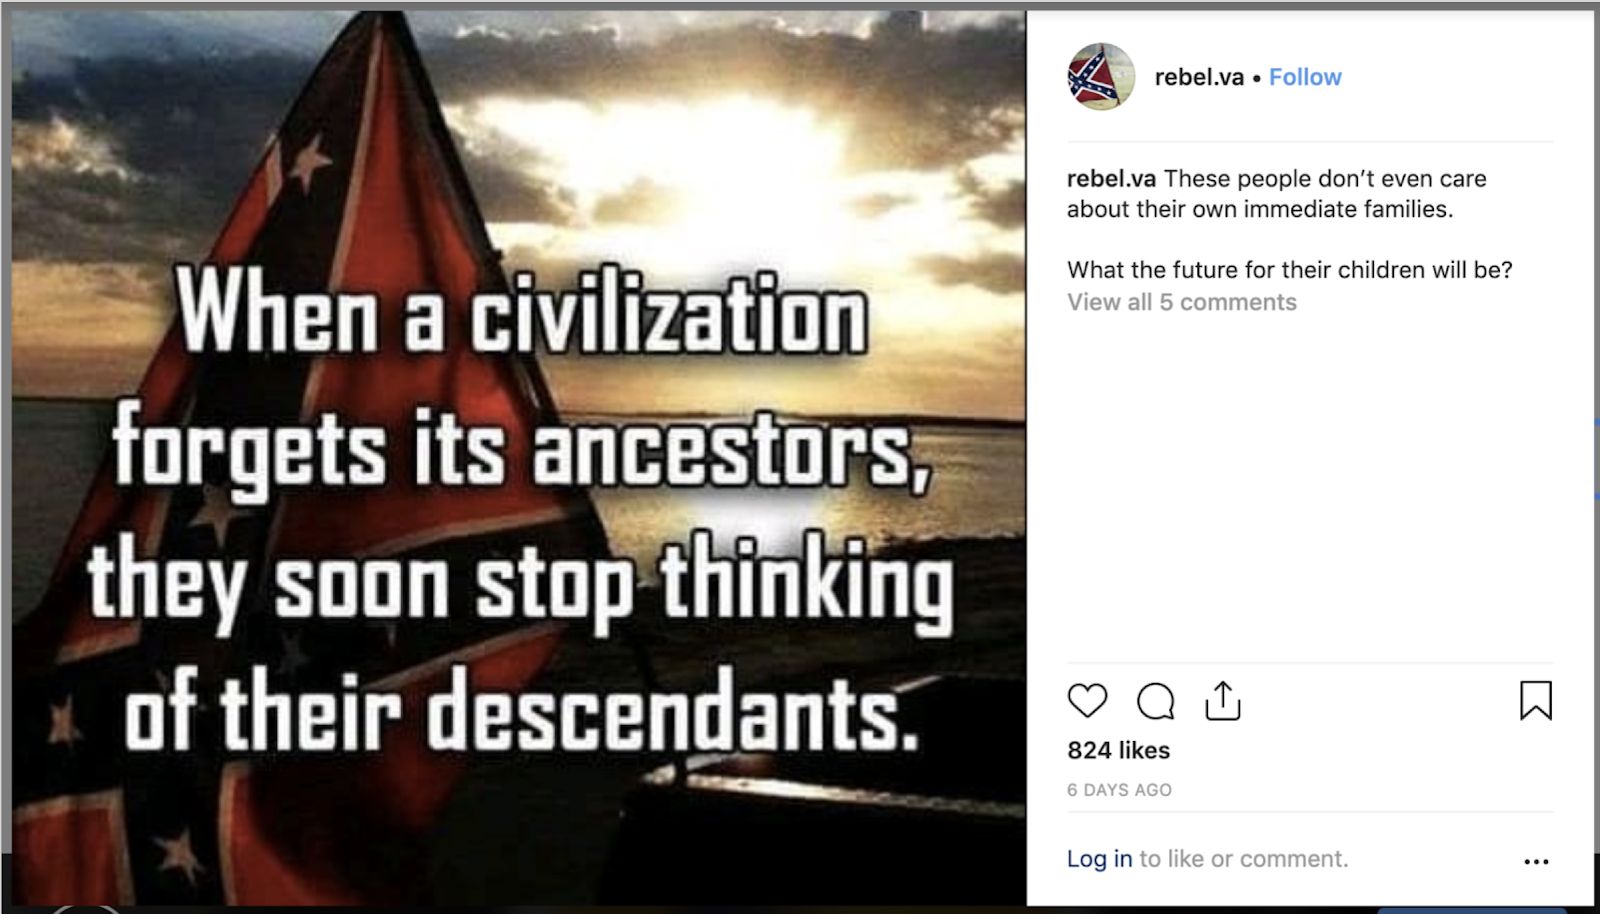 When a civilization
forgets its ancestors,
they soon stop thinking
of their descendants.
rebel.va • Follow
rebel.va These people don’t even care
about their own immediate families.
What the future for their children will be?
View all 5 comments
824 likes
6 DAYS AGO
Log in to like or comment.